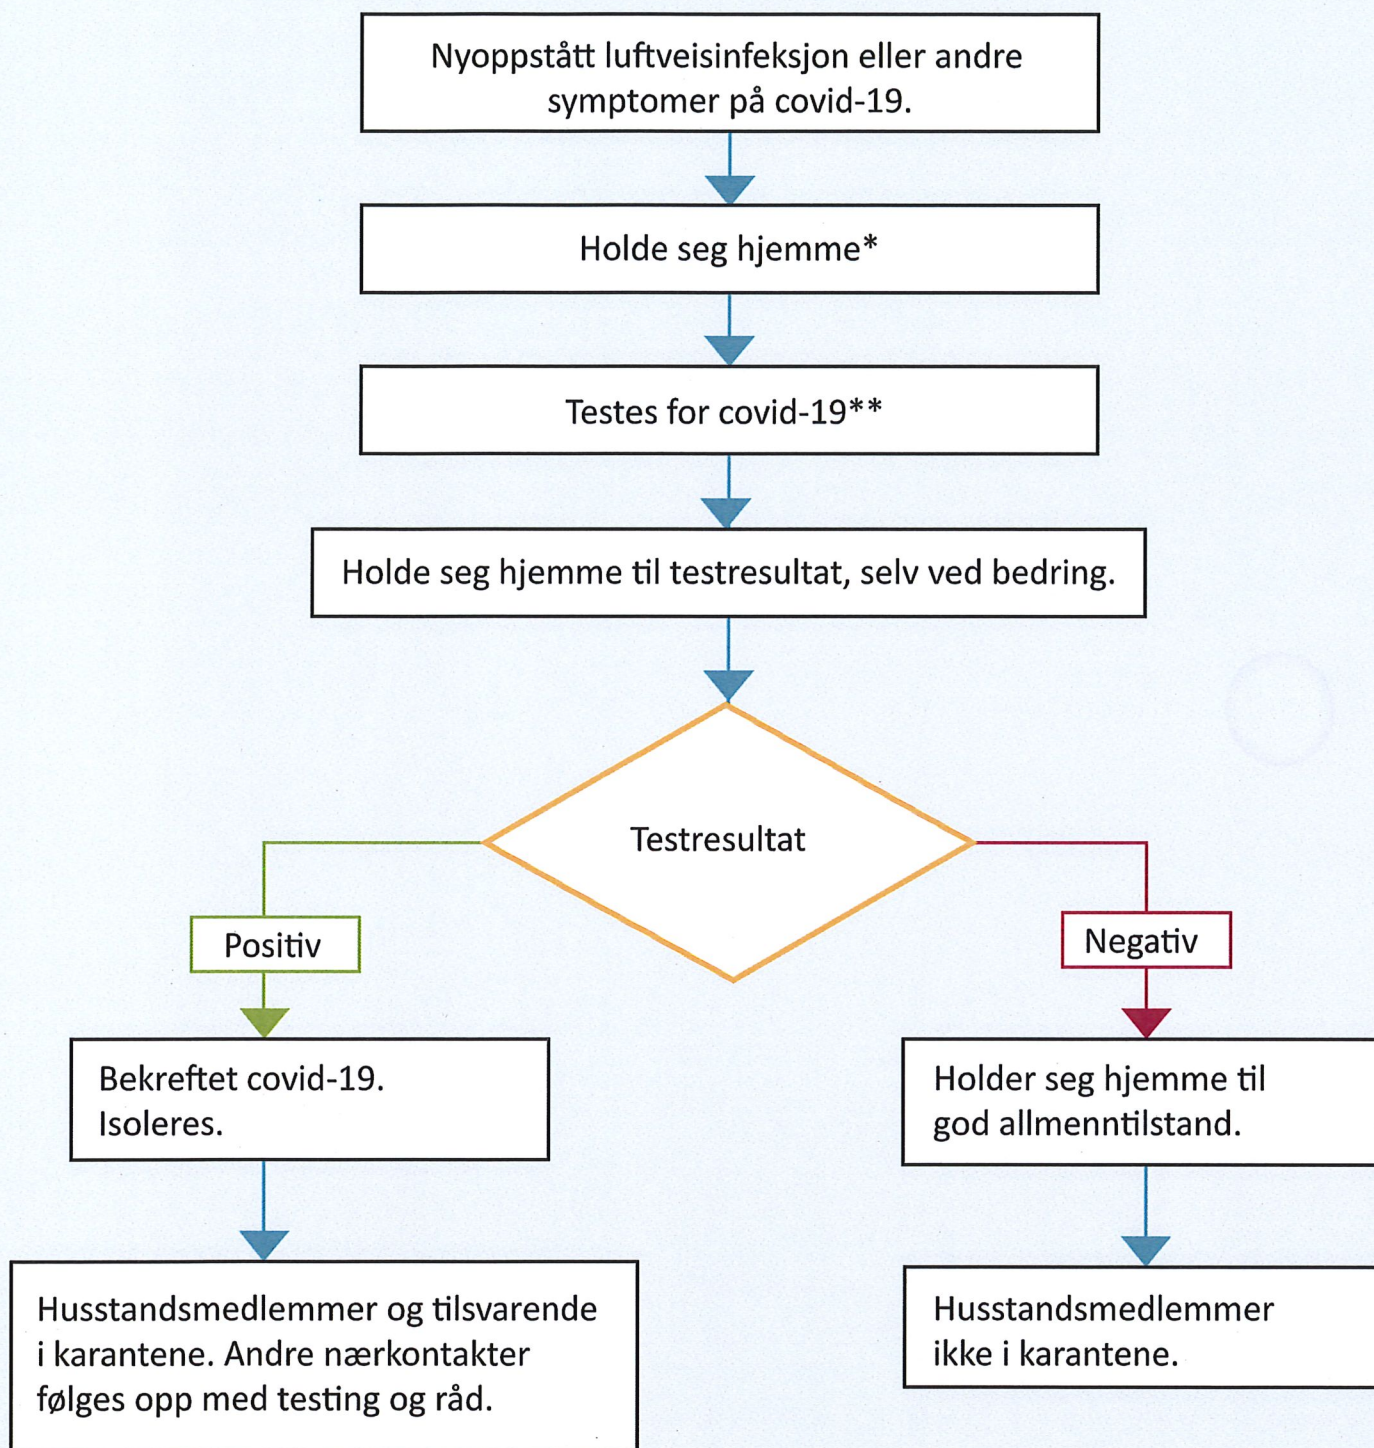 Nyoppstått luftveisinfeksjon eller andre
symptomer på covid-19.
Holde seg hjemme*
Testes for covid-19**
Holde seg hjemme til testresultat, selv ved bedring.
Testresultat
Positiv
Negativ
Bekreftet covid-19.
Isoleres.
Holder seg hjemme til
god allmenntilstand.
Husstandsmedlemmer og tilsvarende
i karantene. Andre nærkontakter
følges opp med testing og råd.
Husstandsmedlemmer
ikke i karantene.